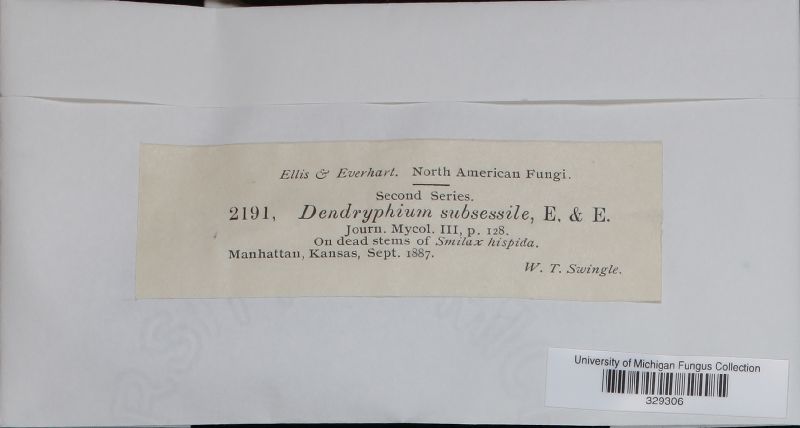 Ellis & Everhart. North American Fungi.
Second Series.
2191, Dendryphium subsessile, E. & E.
Journ. Mycol. III, p. 128.
On dead stems of Smilax hispida.
Manhattan, Kansas, Sept. 1887.
W. T. Swingle.
University of Michigan Fungus Collection
329306